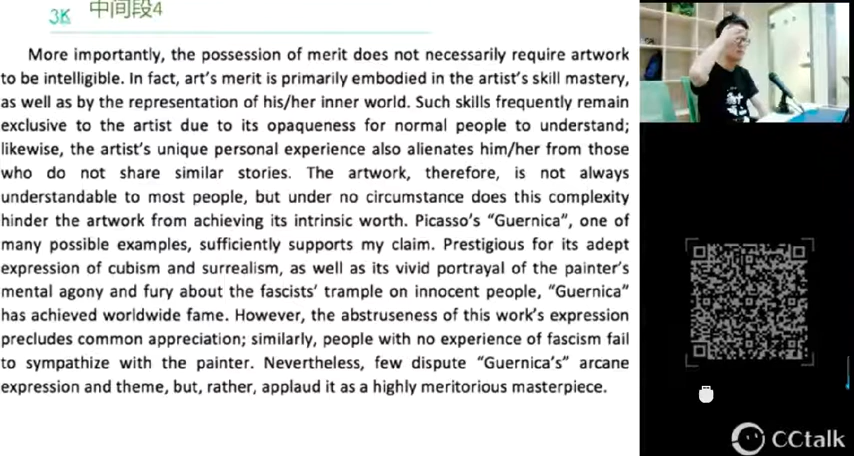 3K 中间段4
More importantly, the possession of merit does not necessarily require artwork
to be intelligible. In fact, art's merit is primarily embodied in the artist's skill mastery,
as well as by the representation of his/her inner world. Such skills frequently remain
exclusive to the artist due to its opaqueness for normal people to understand;
likewise, the artist's unique personal experience also alienates him/her from those
who do not share similar stories. The artwork, therefore, is not always
understandable to most people, but under no circumstance does this complexity
hinder the artwork from achieving its intrinsic worth. Picasso's “Guernica”, one of
many possible examples, sufficiently supports my claim. Prestigious for its adept
expression of cubism and surrealism, as well as its vivid portrayal of the painter's
mental agony and fury about the fascists' trample on innocent people, “Guernica”
has achieved worldwide fame. However, the abstruseness of this work's expression
precludes common appreciation; similarly, people with no experience of fascism fail
to sympathize with the painter. Nevertheless, few dispute “Guernica's” arcane
expression and theme, but, rather, applaud it as a highly meritorious masterpiece.
CCtalk